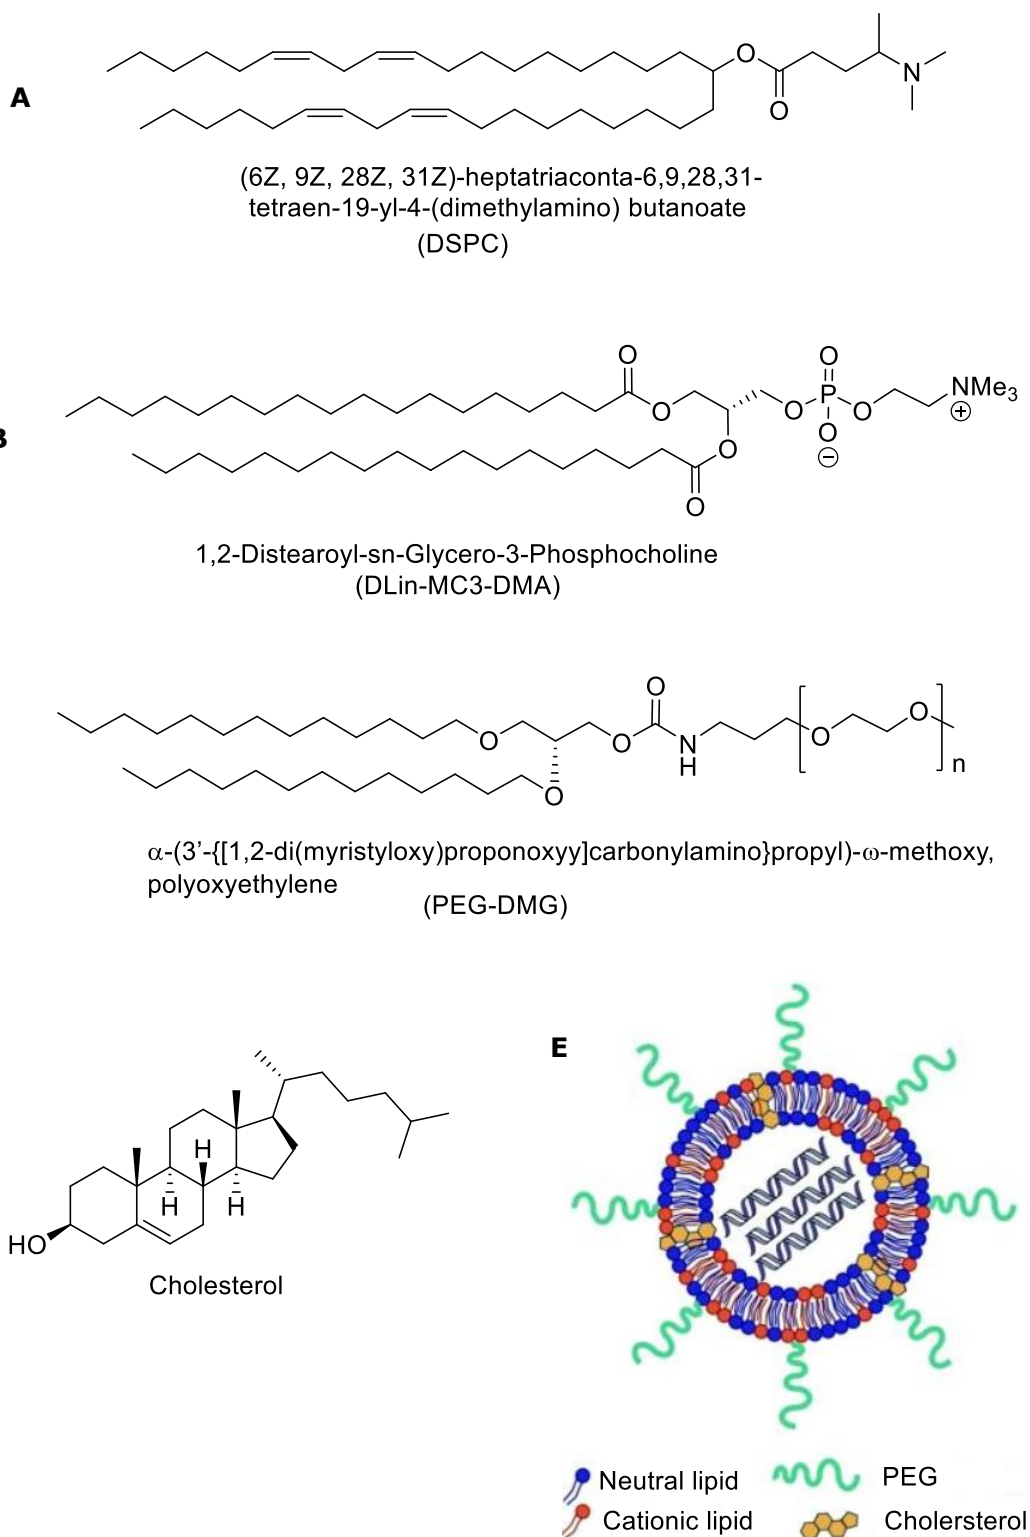 A
O
O
N
(6Z, 9Z, 28Z, 31Z)-heptatriaconta-6,9,28,31-
tetraen-19-yl-4-(dimethylamino) butanoate
(DSPC)
B
O
O
O
O
O
P
O
O
O
NMe3
+
−
1,2-Distearoyl-sn-Glycero-3-Phosphocholine
(DLin-MC3-DMA)
O
O
O
O
N
H
O
O
n
α-(3’-{[1,2-di(myristyloxy)proponoxyy]carbonylamino}propyl)-ω-methoxy,
polyoxyethylene
(PEG-DMG)
E
H
H
H
HO
Cholesterol
Neutral lipid
PEG
Cationic lipid
Cholersterol